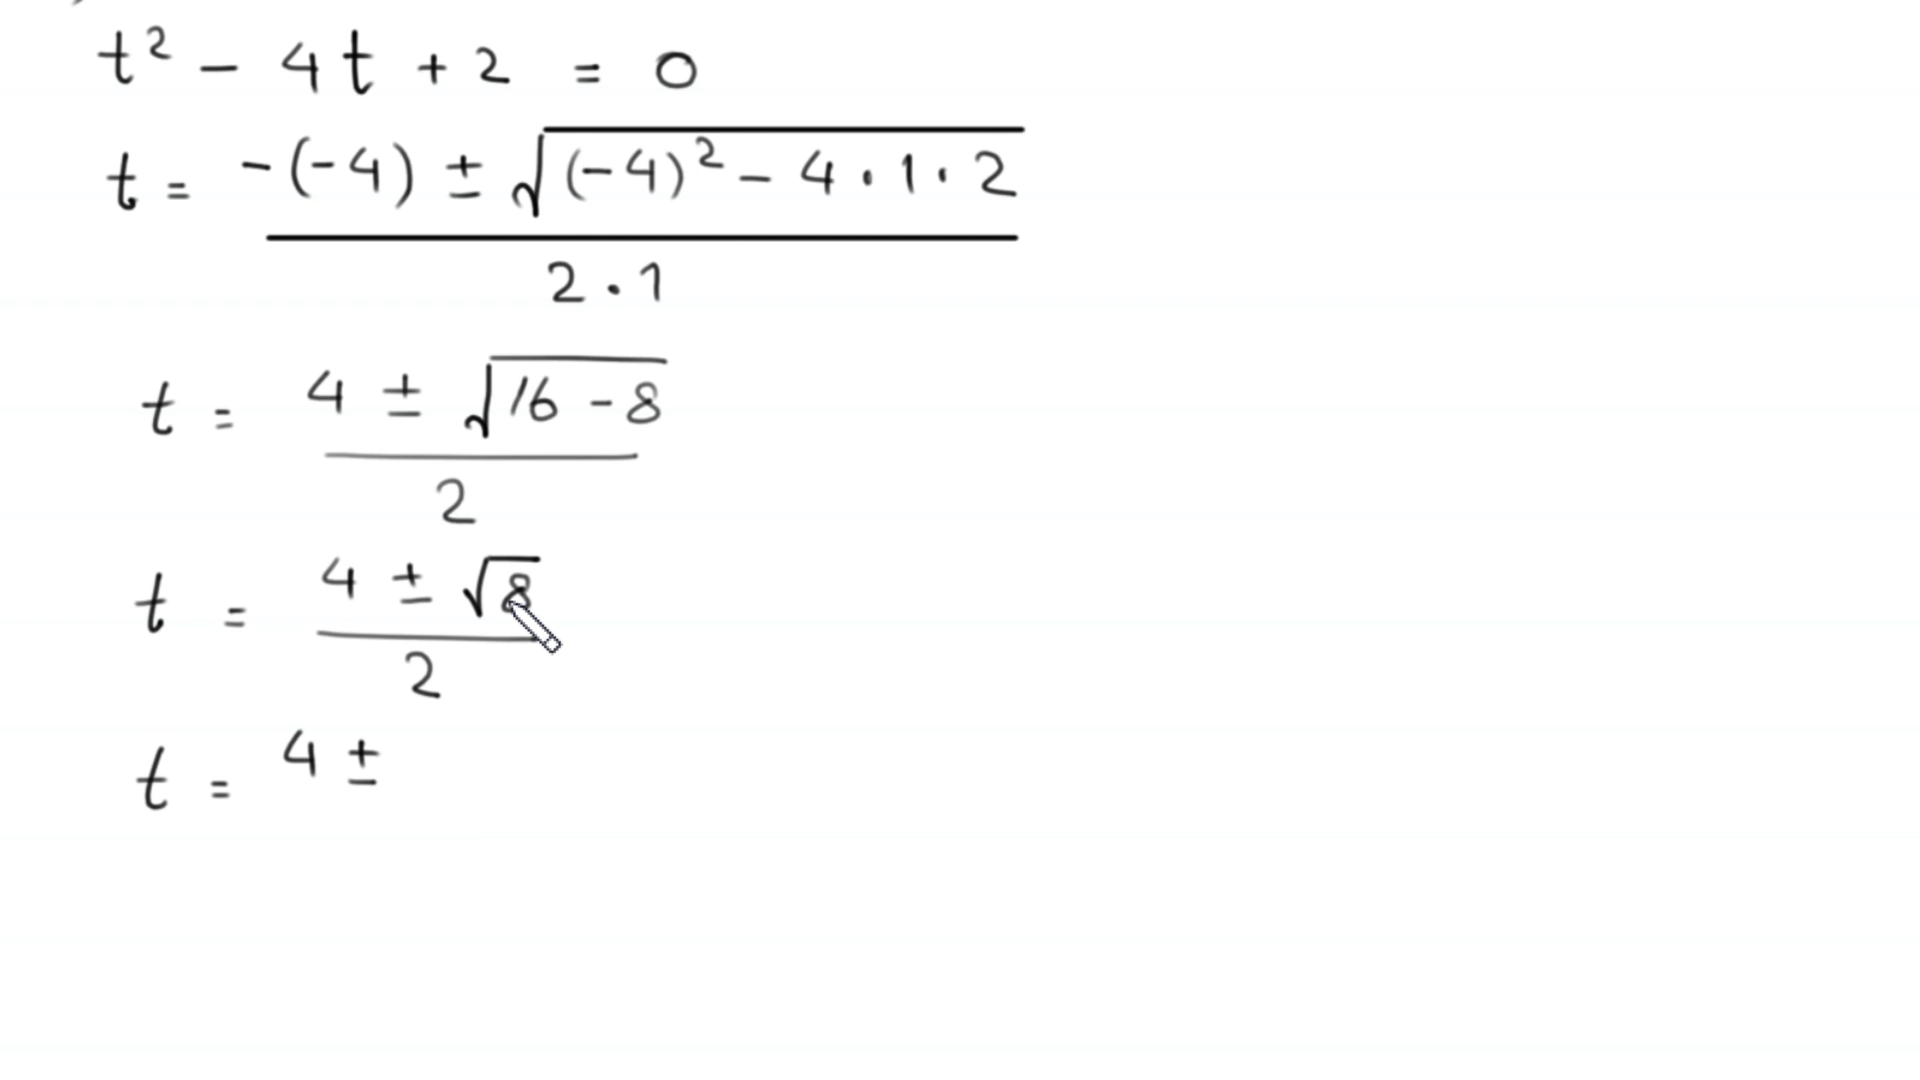 t² - 4t + 2 = 0
t = -(-4) ± √(-4)² - 4 · 1 · 2
2 · 1
t = 4 ± √16 - 8
2
t = 4 ± √8
2
t = 4 ±